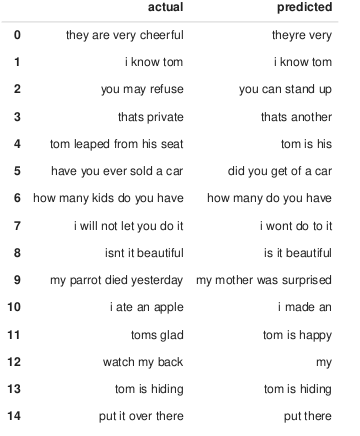 actual predicted
0 they are very cheerful theyre very
1 i know tom i know tom
2 you may refuse you can stand up
3 thats private thats another
4 tom leaped from his seat tom is his
5 have you ever sold a car did you get of a car
6 how many kids do you have how many do you have
7 i will not let you do it i wont do to it
8 isnt it beautiful is it beautiful
9 my parrot died yesterday my mother was surprised
10 i ate an apple i made an
11 toms glad tom is happy
12 watch my back my
13 tom is hiding tom is hiding
14 put it over there put there